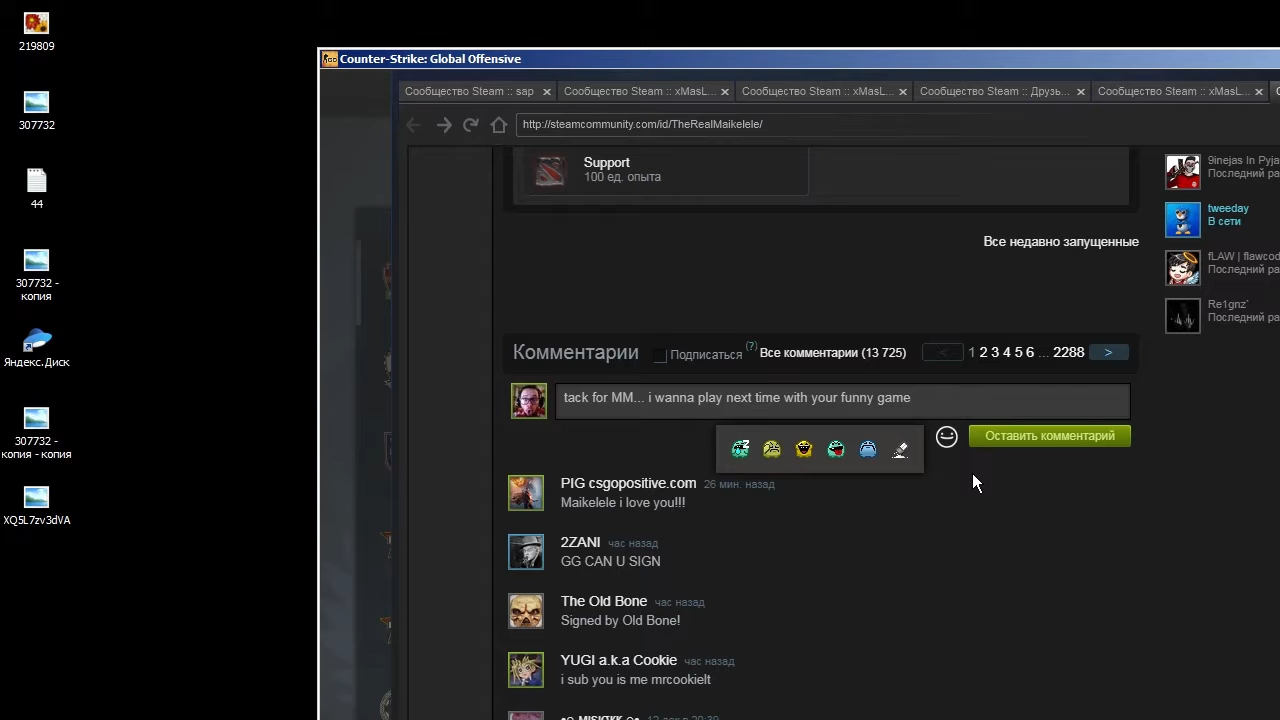 219809
307732
44
307732 -
копия
Яндекс.Диск
307732 -
копия - копия
XQ5L7zv3dVA
Counter-Strike: Global Offensive
Сообщество Steam :: sap
Сообщество Steam :: xMasL...
Сообщество Steam :: xMasL...
Сообщество Steam :: Друзь...
Сообщество Steam :: xMasL...
http://steamcommunity.com/id/TheRealMaikelele/
Support
100 ед. опыта
Все недавно запущенные
9inejas In Pyja
Последний ра
tweeday
В сети
fLAW | flawcod
Последний ра
Re1gnz`
Последний ра
Комментарии Подписаться (?) Все комментарии (13 725) < 1 2 3 4 5 6 ... 2288 >
tack for MM... i wanna play next time with your funny game
Оставить комментарий
PIG csgopositive.com 26 мин. назад
Maikelele i love you!!!
2ZANI час назад
GG CAN U SIGN
The Old Bone час назад
Signed by Old Bone!
YUGI a.k.a Cookie час назад
i sub you is me mrcookielt